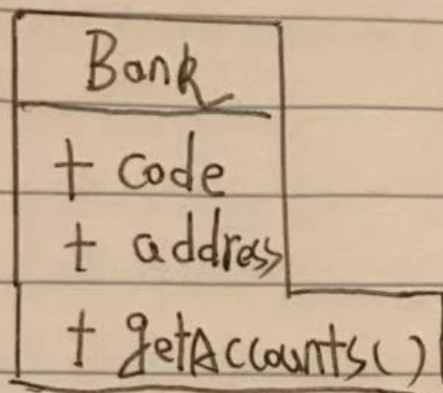 Bank
+ code
+ address
+ getAccounts()